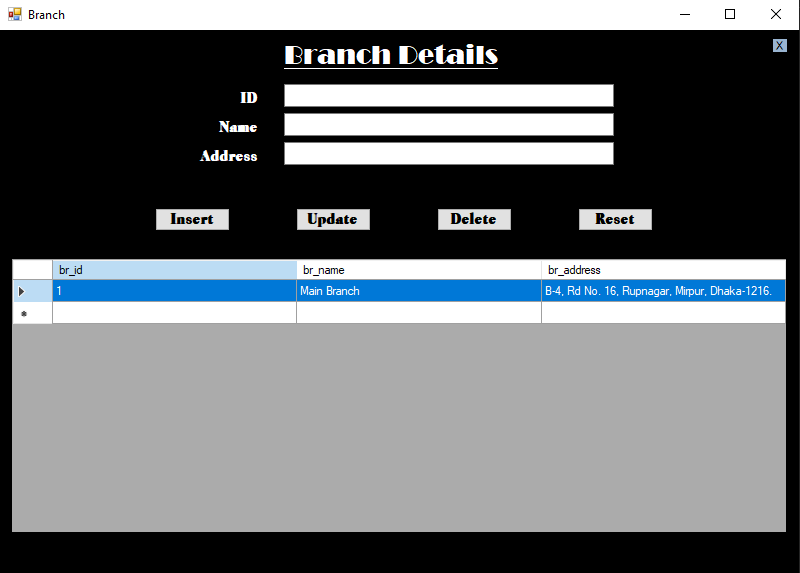 Branch
Branch Details
X
ID
Name
Address
Insert Update Delete Reset
br_id br_name br_address
1 Main Branch B-4, Rd No. 16, Rupnagar, Mirpur, Dhaka-1216.